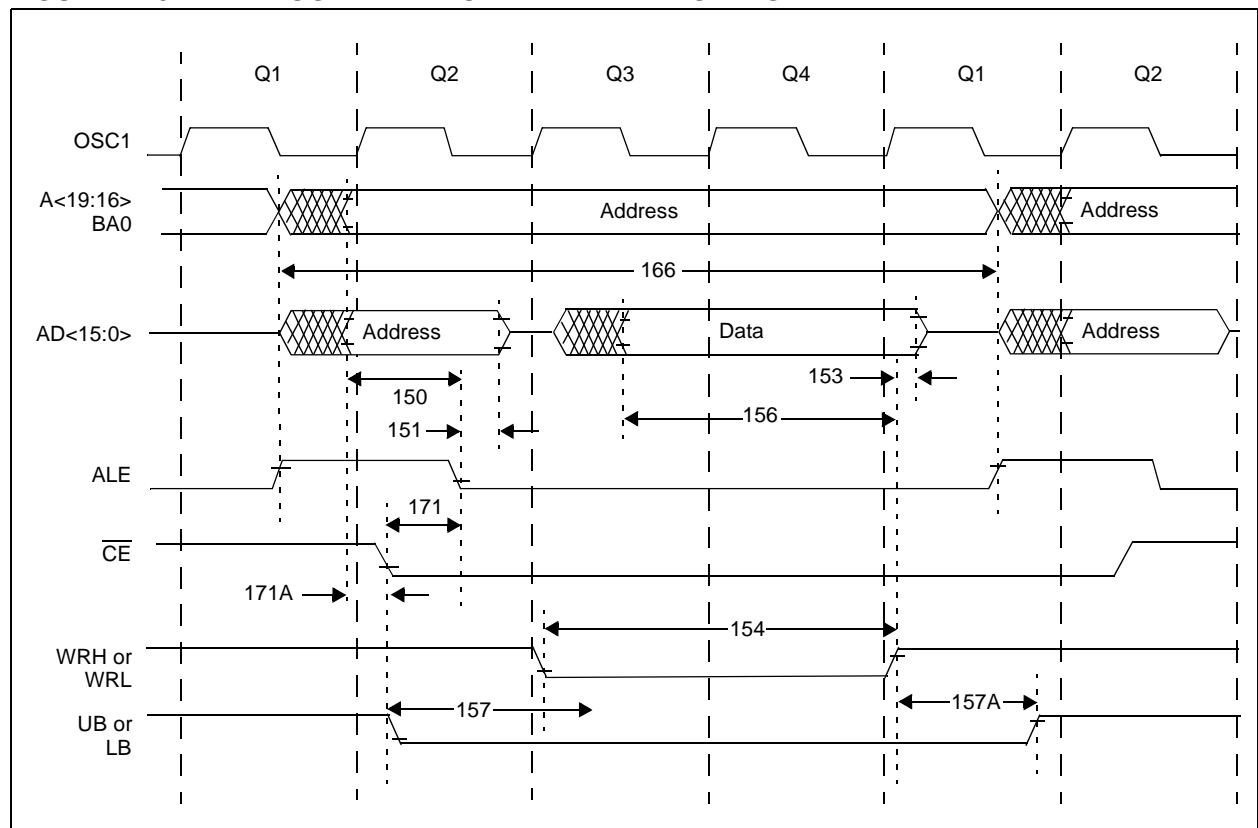 Q1 Q2 Q3 Q4 Q1 Q2
OSC1
A<19:16>
BA0
Address
Address
166
AD<15:0>
Address
Data
Address
150
153
151
156
ALE
171
CE
171A
154
WRH or
WRL
157
157A
UB or
LB